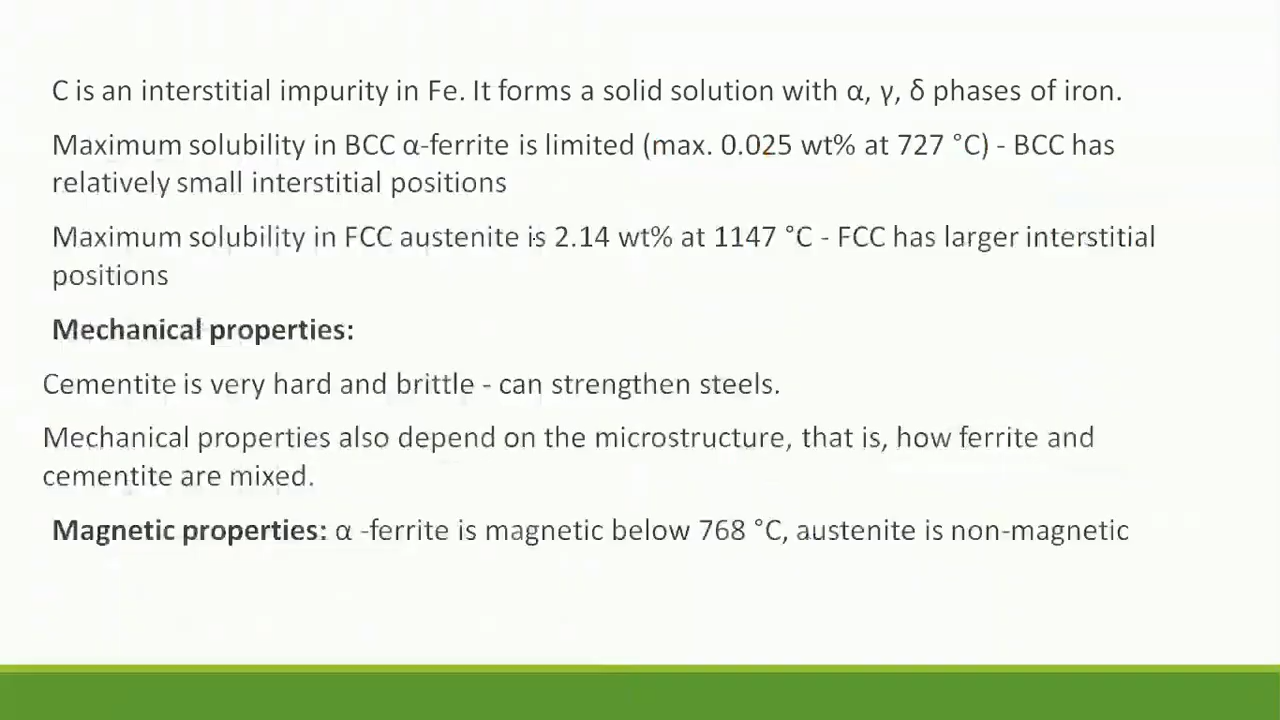 C is an interstitial impurity in Fe. It forms a solid solution with α, γ, δ phases of iron.
Maximum solubility in BCC α-ferrite is limited (max. 0.025 wt% at 727 °C) - BCC has
relatively small interstitial positions
Maximum solubility in FCC austenite is 2.14 wt% at 1147 °C - FCC has larger interstitial
positions
Mechanical properties:
Cementite is very hard and brittle - can strengthen steels.
Mechanical properties also depend on the microstructure, that is, how ferrite and
cementite are mixed.
Magnetic properties: α -ferrite is magnetic below 768 °C, austenite is non-magnetic